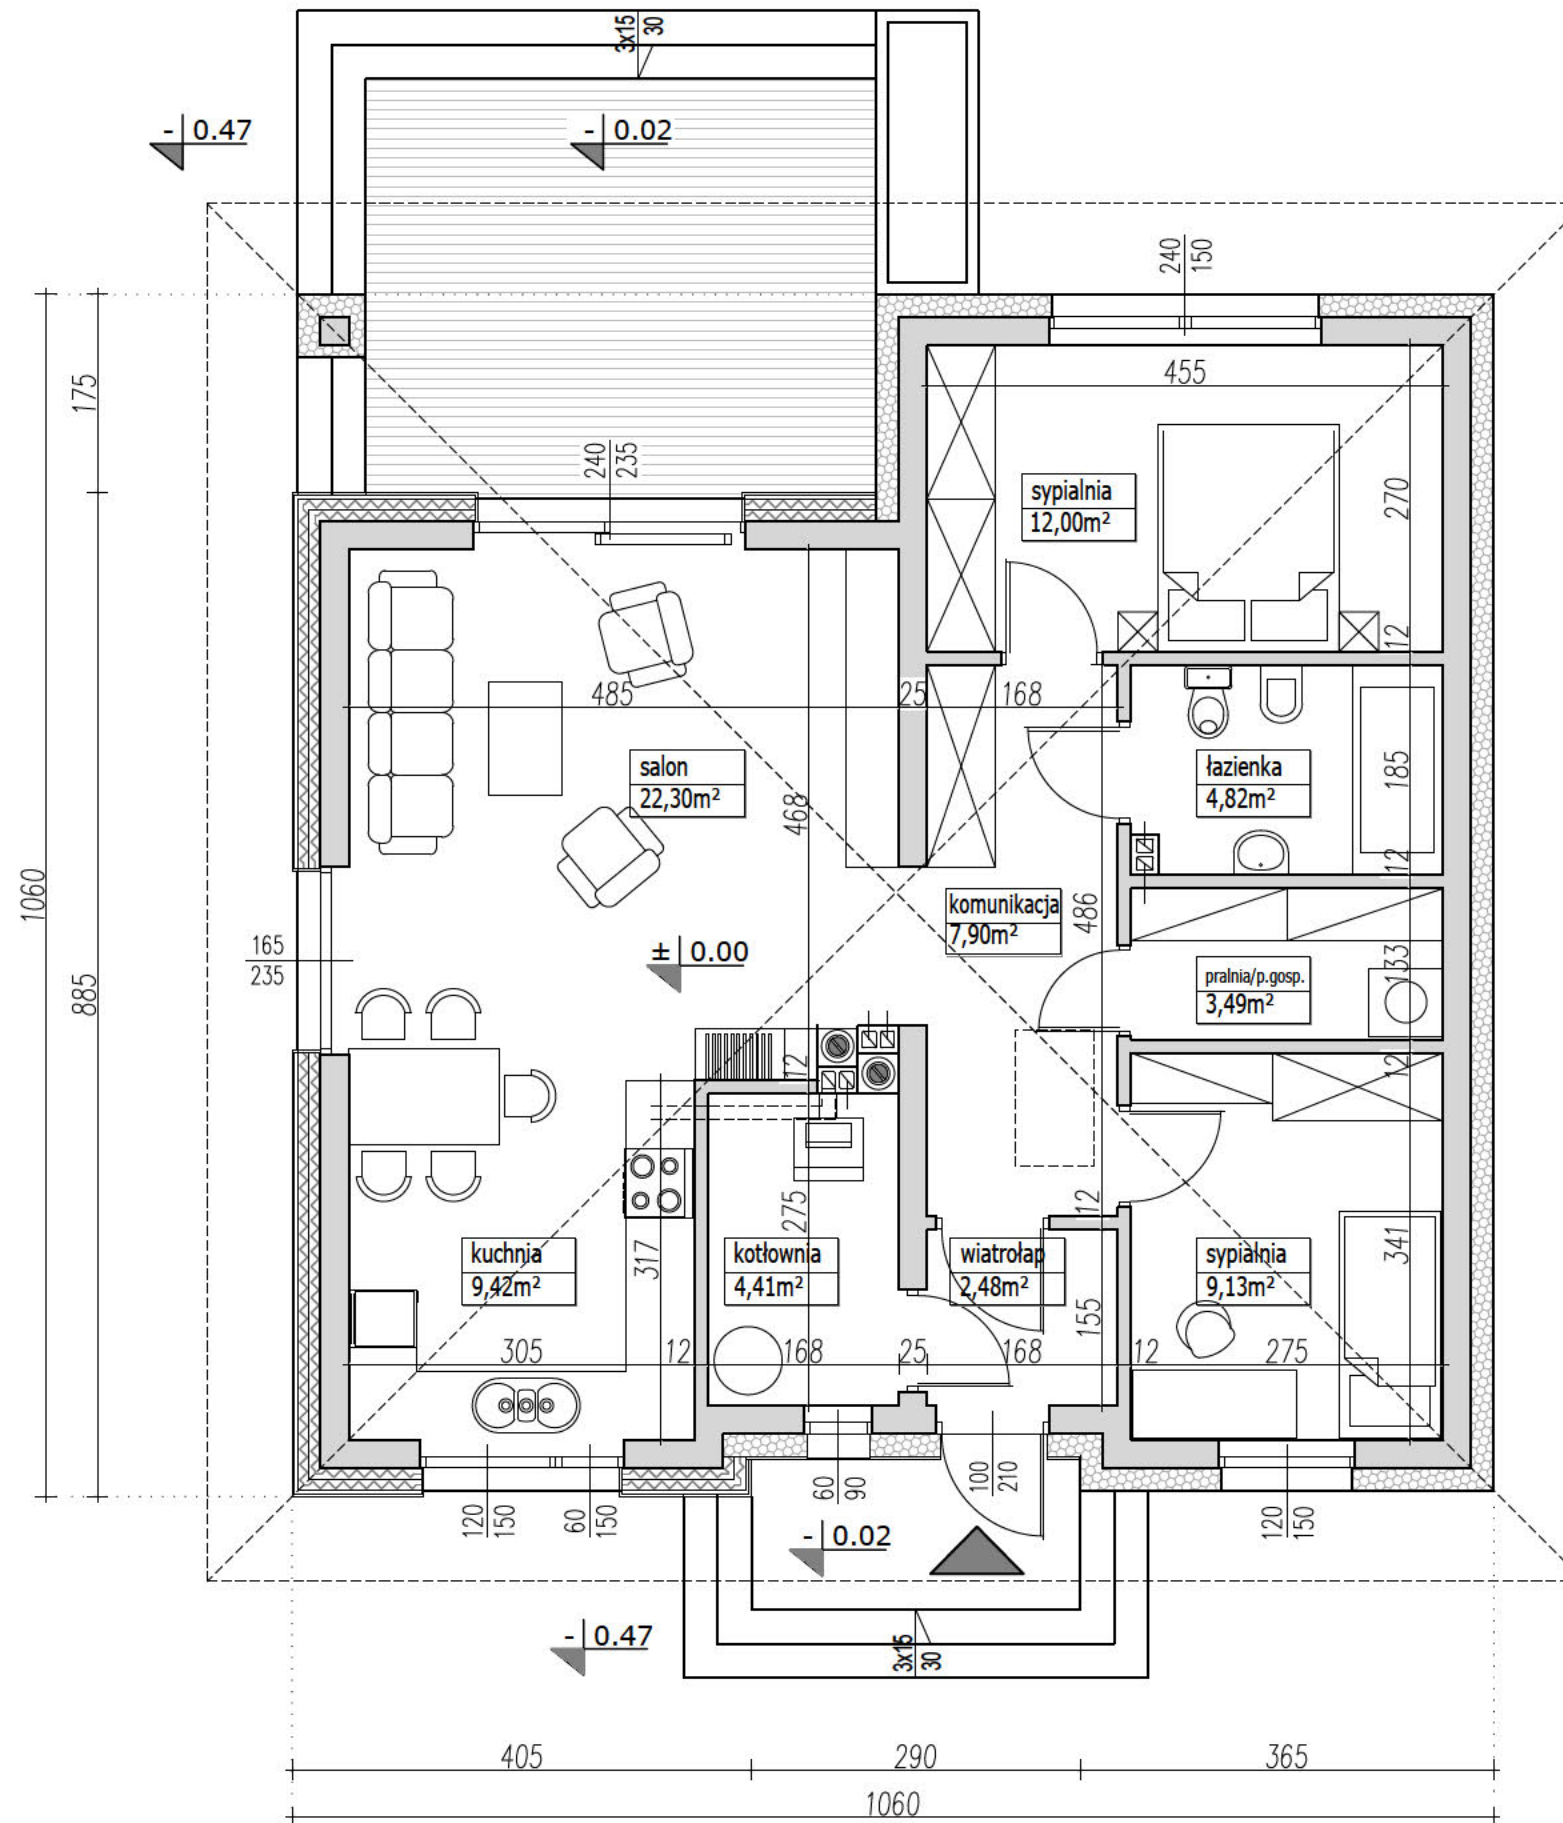 3x15
30
- 0.47
- 0.02
240
150
175
455
240
235
sypialnia
12,00m²
270
12
485
25
168
salon
22,30m²
468
łazienka
4,82m²
185
12
1060
komunikacja
7,90m²
486
165
235
± 0.00
885
pralnia/p.gosp.
3,49m²
133
12
12
275
12
kuchnia
9,42m²
317
kotłownia
4,41m²
wiatrołap
2,48m²
sypialnia
9,13m²
341
155
305
12
168
25
168
12
275
120
150
60
150
60
90
100
210
120
150
- 0.02
- 0.47
3x15
30
405
290
365
1060